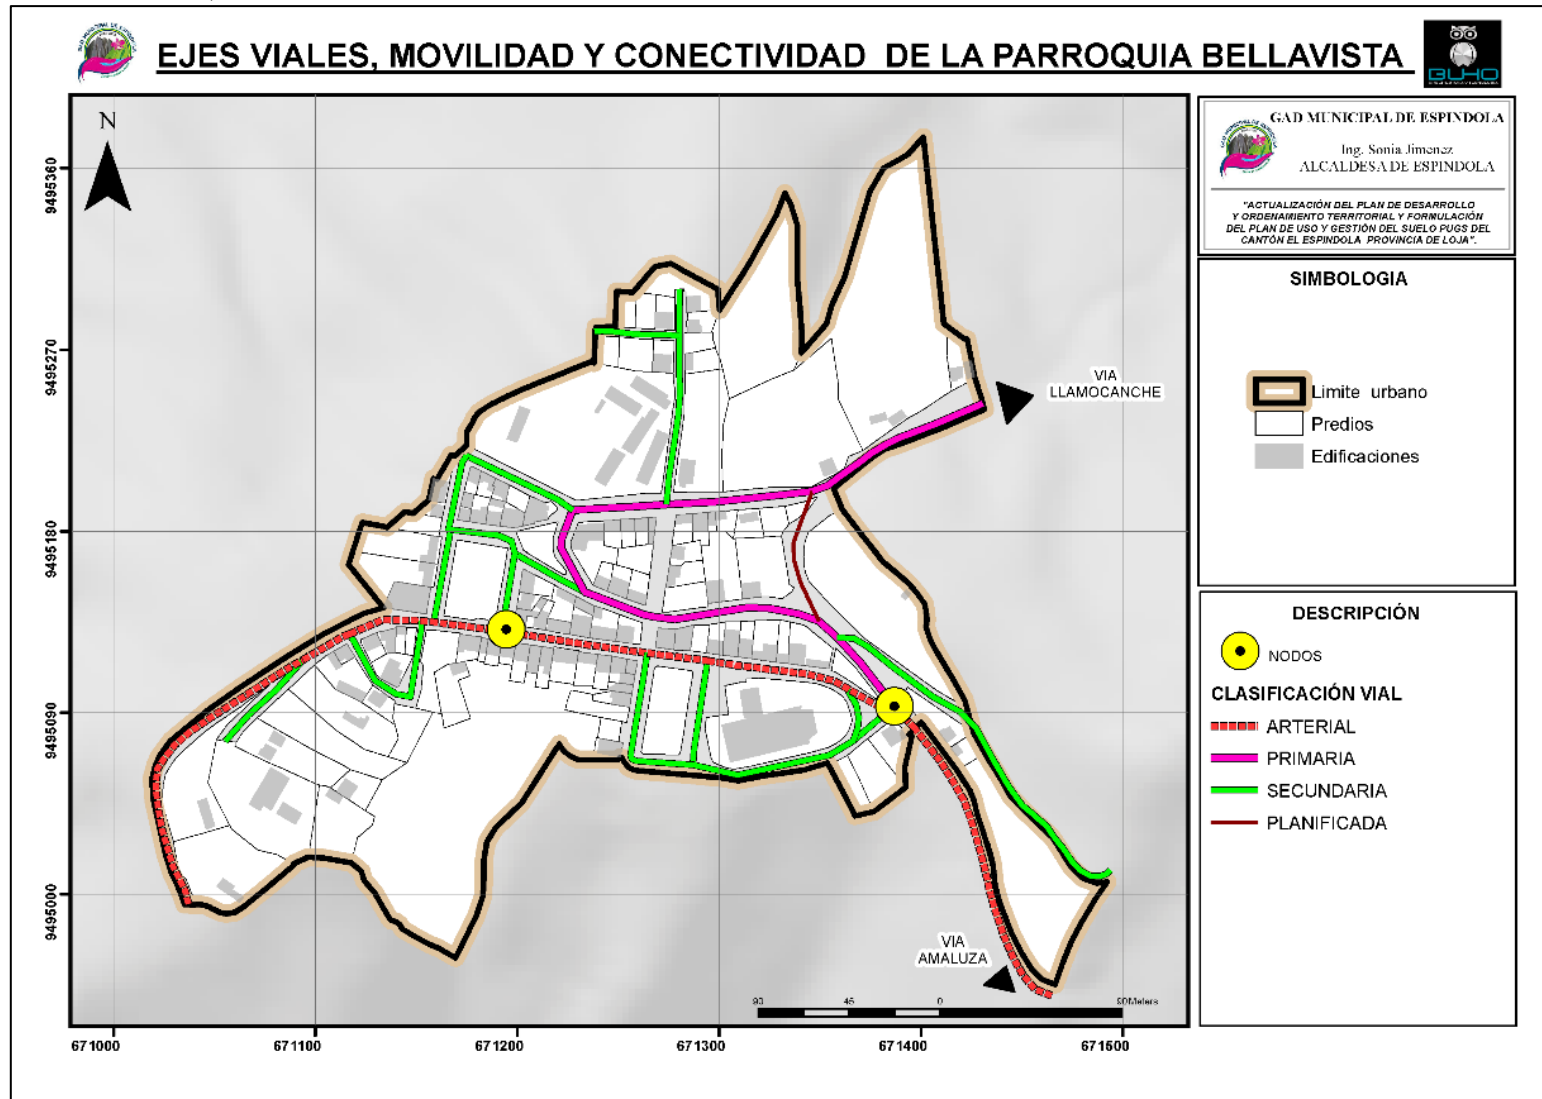 EJES VIALES, MOVILIDAD Y CONECTIVIDAD DE LA PARROQUIA BELLAVISTA
BUHO
GAD MUNICIPAL DE ESPINDOLA
Ing. Sonia Jimenez
ALCALDESA DE ESPINDOLA
"ACTUALIZACIÓN DEL PLAN DE DESARROLLO
Y ORDENAMIENTO TERRITORIAL Y FORMULACIÓN
DEL PLAN DE USO Y GESTIÓN DEL SUELO PUGS DEL
CANTÓN EL ESPINDOLA PROVINCIA DE LOJA".
SIMBOLOGIA
Limite urbano
Predios
Edificaciones
DESCRIPCIÓN
NODOS
CLASIFICACIÓN VIAL
ARTERIAL
PRIMARIA
SECUNDARIA
PLANIFICADA
N
VIA
LLAMOCANCHE
VIA
AMALUZA
90 45 0 90 Meters
9495360
9495270
9495180
9495090
9495000
671000 671100 671200 671300 671400 671500